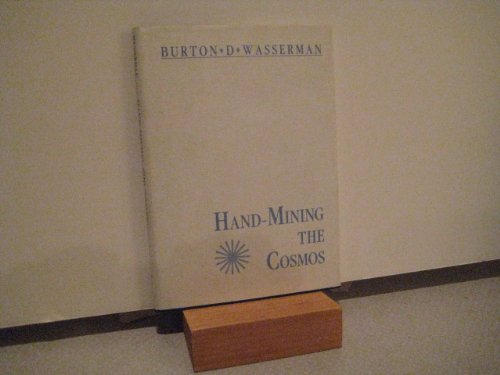 BURTON • D • WASSERMAN
HAND-MINING
THE
COSMOS